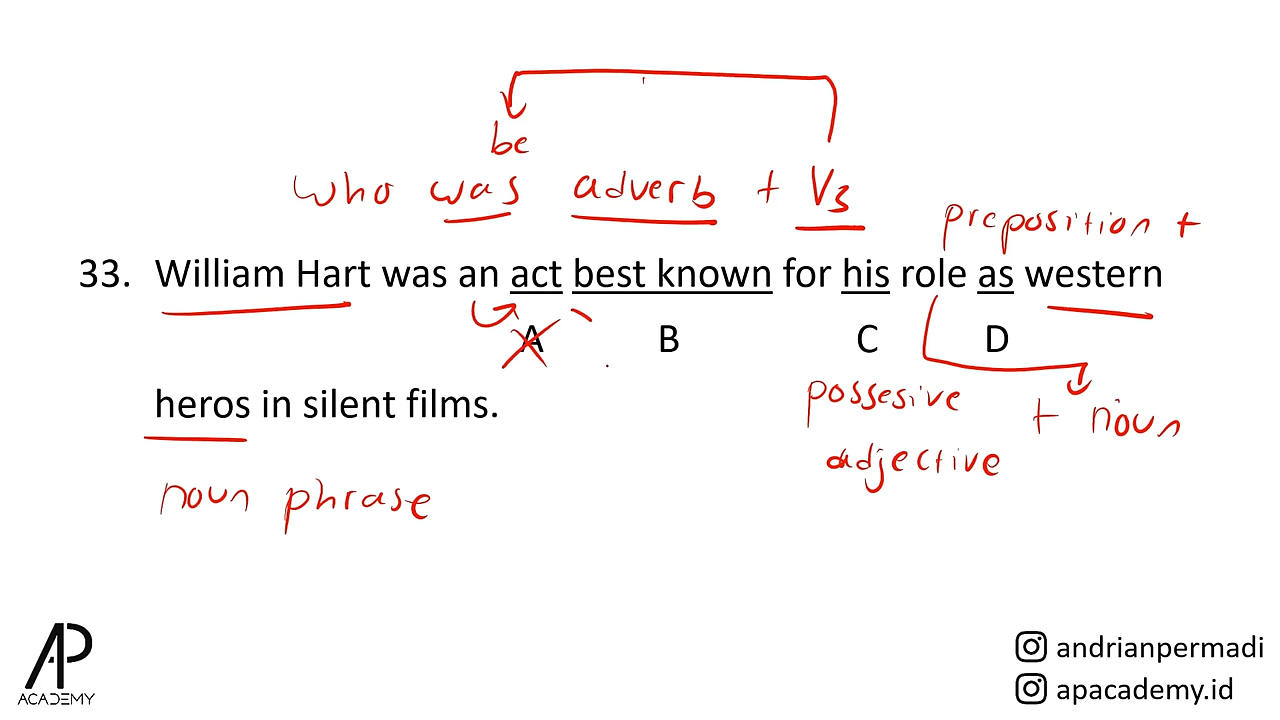 be
who was adverb + V3
preposition +
33. William Hart was an act best known for his role as western
A B C D
possesive
adjective
+ noun
heros in silent films.
noun phrase
AP
ACADEMY
andrianpermadi
apacademy.id